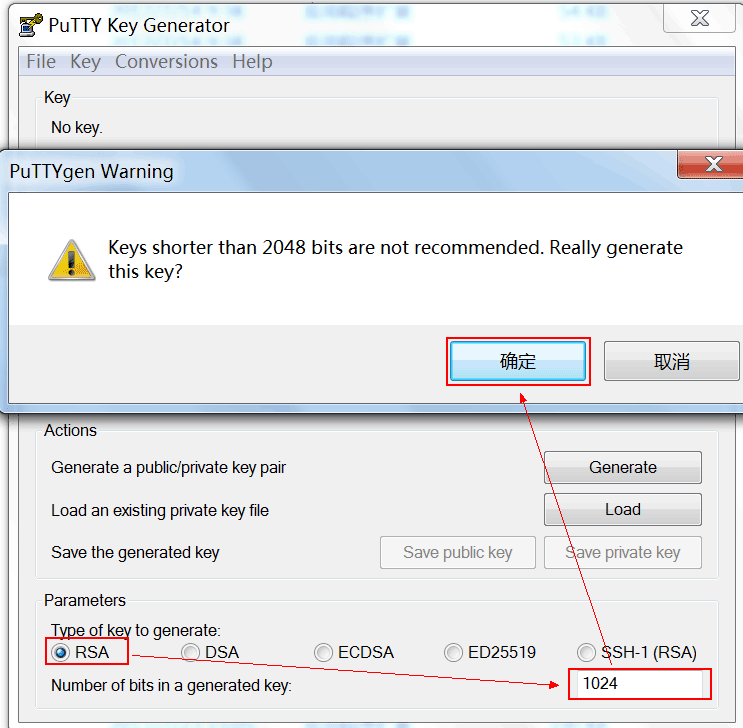 PuTTY Key Generator
File Key Conversions Help
Key
No key.
PuTTYgen Warning
Keys shorter than 2048 bits are not recommended. Really generate
this key?
确定 取消
Actions
Generate a public/private key pair Generate
Load an existing private key file Load
Save the generated key Save public key Save private key
Parameters
Type of key to generate:
RSA DSA ECDSA ED25519 SSH-1 (RSA)
Number of bits in a generated key: 1024